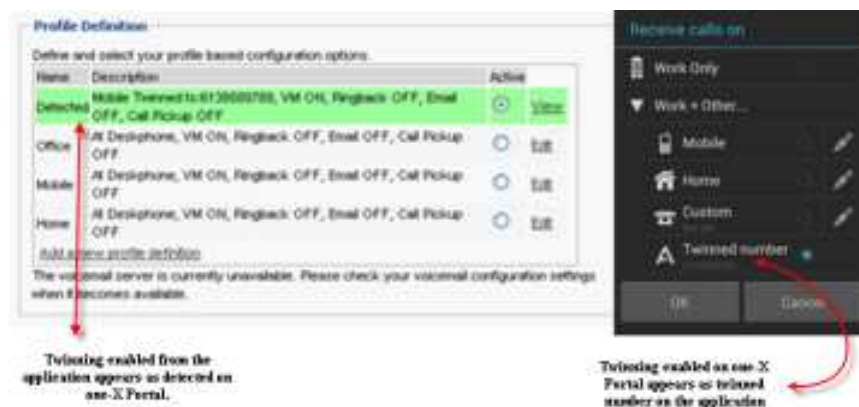 Profile Definition
Define and select your profile based configuration options.
Name Description Active
Detected Mobile Twinned to: VM ON, Ringback OFF, Email
OFF, Call Pickup OFF
View
Office At Deskphone, VM ON, Ringback OFF, Email OFF, Call Pickup
OFF
Edit
Mobile At Deskphone, VM ON, Ringback OFF, Email OFF, Call Pickup
OFF
Edit
Home At Deskphone, VM ON, Ringback OFF, Email OFF, Call Pickup
OFF
Edit
Add a new profile definition
The voicemail server is currently unavailable. Please check your voicemail configuration settings
when it becomes available.
Receive calls on
Work Only
Work + Other...
Mobile
Home
Custom
Twinned number
OK Cancel
Twinning enabled from the
application appears as detected on
one-X Portal.
Twinning enabled on one-X
Portal appears as twinned
number on the application